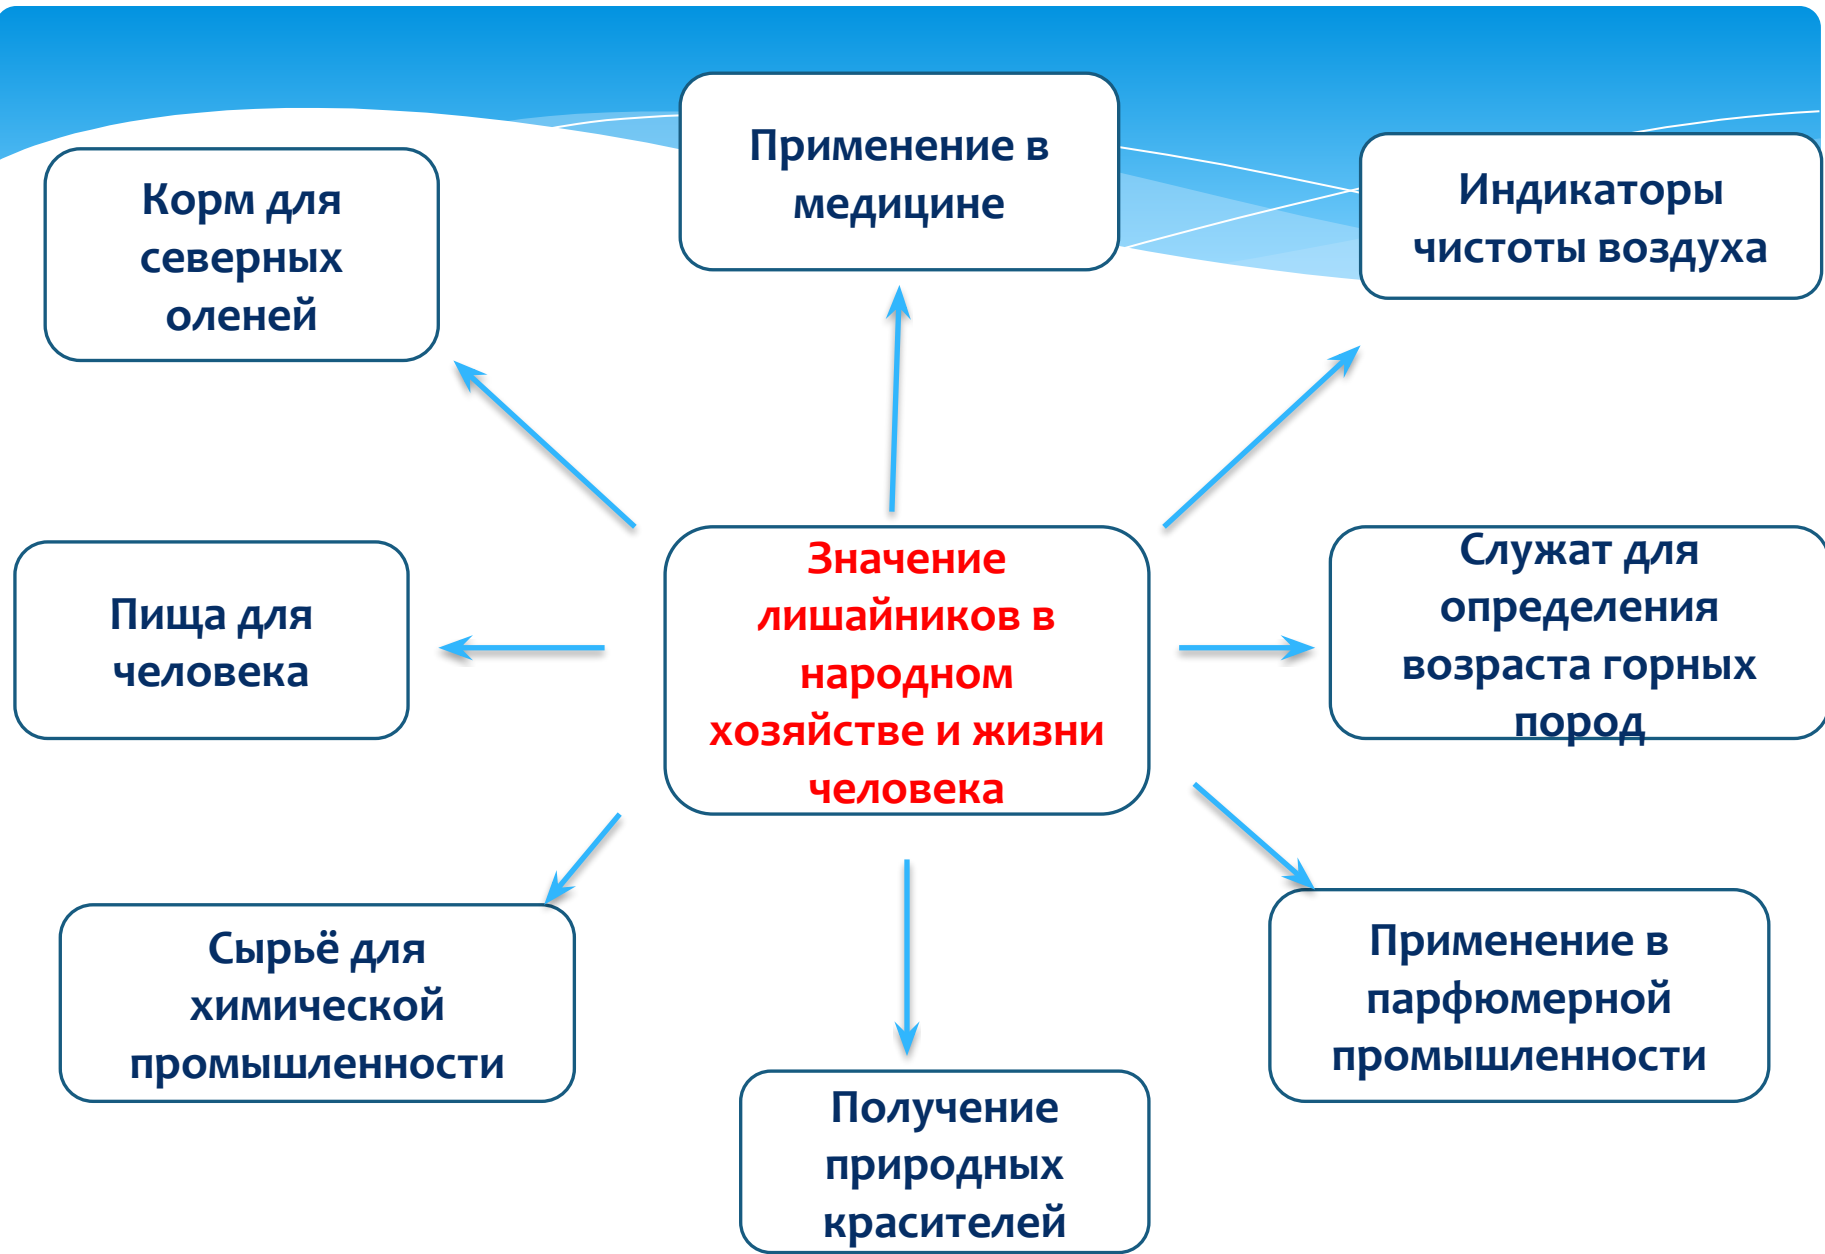 Применение в
медицине
Корм для
северных
оленей
Индикаторы
чистоты воздуха
Пища для
человека
Значение
лишайников в
народном
хозяйстве и жизни
человека
Служат для
определения
возраста горных
пород
Сырьё для
химической
промышленности
Получение
природных
красителей
Применение в
парфюмерной
промышленности